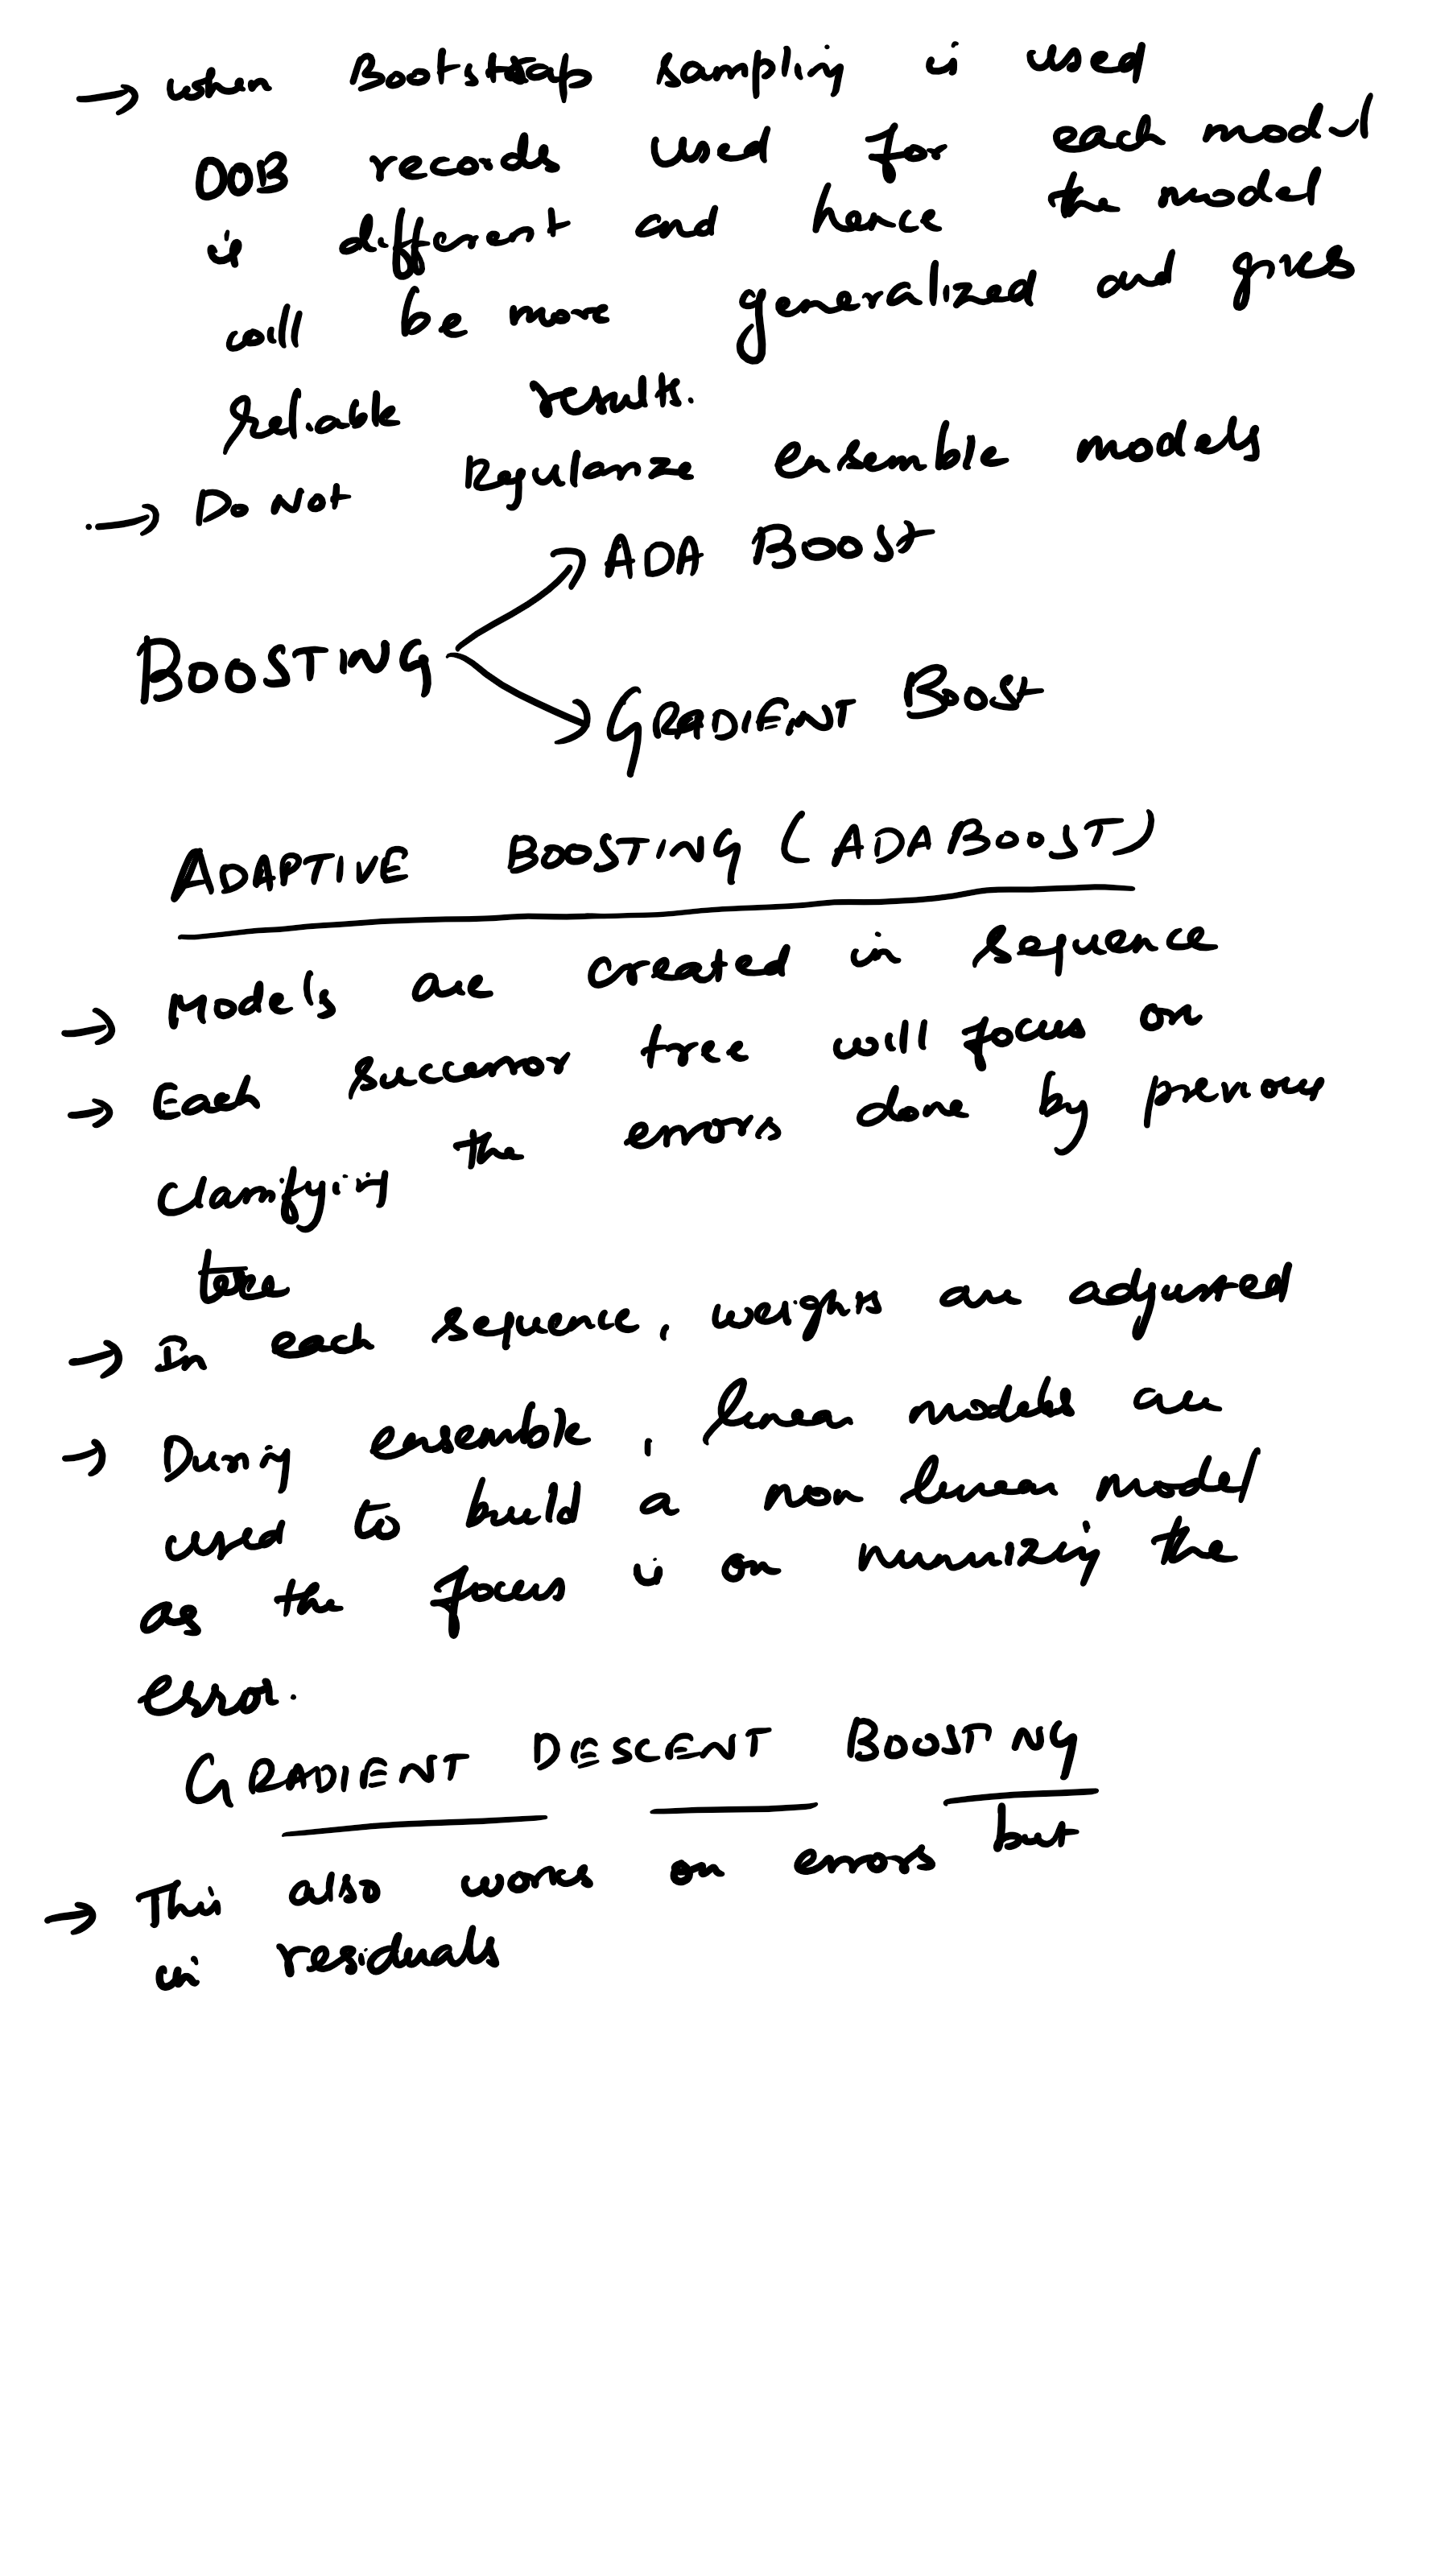 → when Bootstrap sampling is used
OOB records used for each model
is different and hence the model
will be more generalized and gives
reliable results.
→ Do Not Regularize ensemble models
ADA BOOST
BOOSTING
GRADIENT BOOST
ADAPTIVE BOOSTING (ADABOOST)
→ Models are created in sequence
→ Each successor tree will focus on
classifying the errors done by previous
tree
→ In each sequence, weights are adjusted
→ During ensemble, linear models are
used to build a non linear model
as the focus is on minimizing the
error.
GRADIENT DESCENT BOOSTING
→ This also works on errors but
in residuals